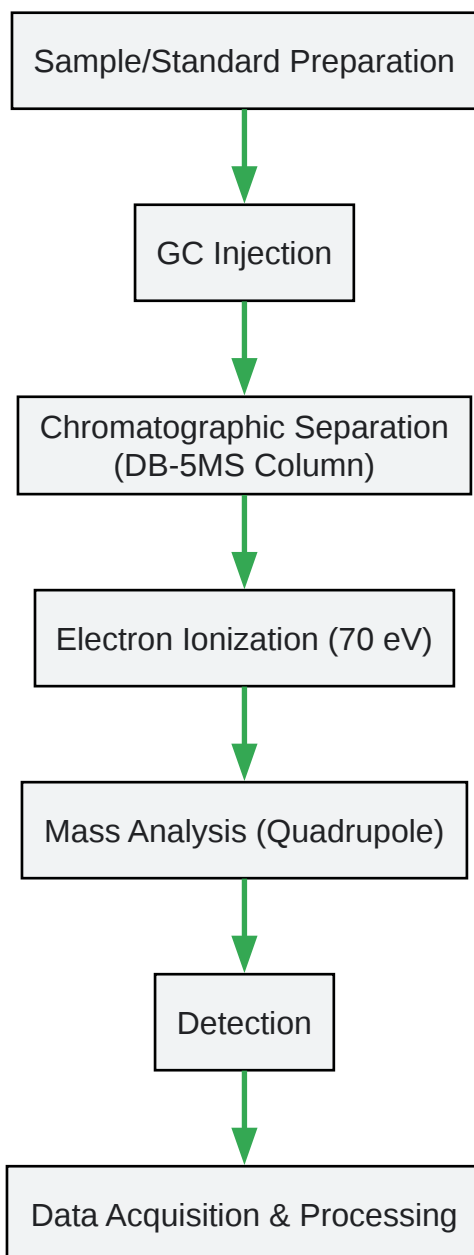 Sample/Standard Preparation
GC Injection
Chromatographic Separation
(DB-5MS Column)
Electron Ionization (70 eV)
Mass Analysis (Quadrupole)
Detection
Data Acquisition & Processing